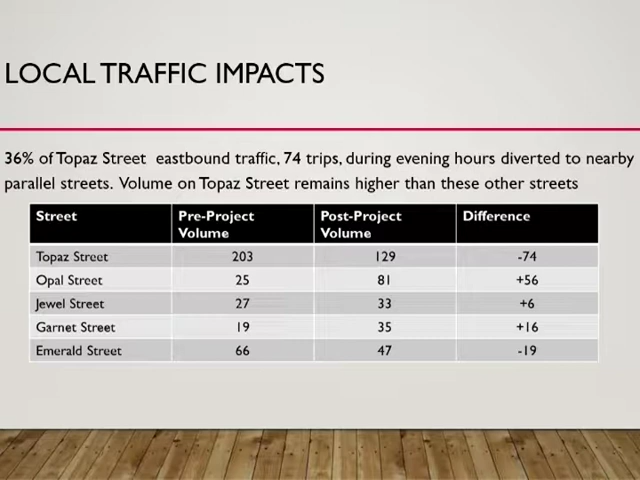 LOCAL TRAFFIC IMPACTS
36% of Topaz Street eastbound traffic, 74 trips, during evening hours diverted to nearby
parallel streets. Volume on Topaz Street remains higher than these other streets
Street Pre-Project Volume Post-Project Volume Difference
Topaz Street 203 129 -74
Opal Street 25 81 +56
Jewel Street 27 33 +6
Garnet Street 19 35 +16
Emerald Street 66 47 -19